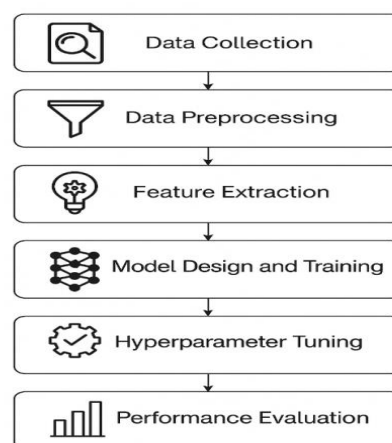 Data Collection
Data Preprocessing
Feature Extraction
Model Design and Training
Hyperparameter Tuning
Performance Evaluation